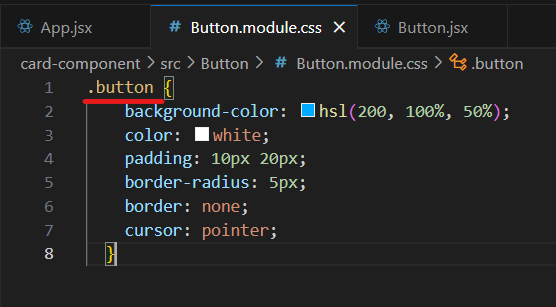 App.jsx # Button.module.css × Button.jsx
card-component > src > Button > # Button.module.css > .button
1 .button {
2 background-color: hsl(200, 100%, 50%);
3 color: white;
4 padding: 10px 20px;
5 border-radius: 5px;
6 border: none;
7 cursor: pointer;
8 }